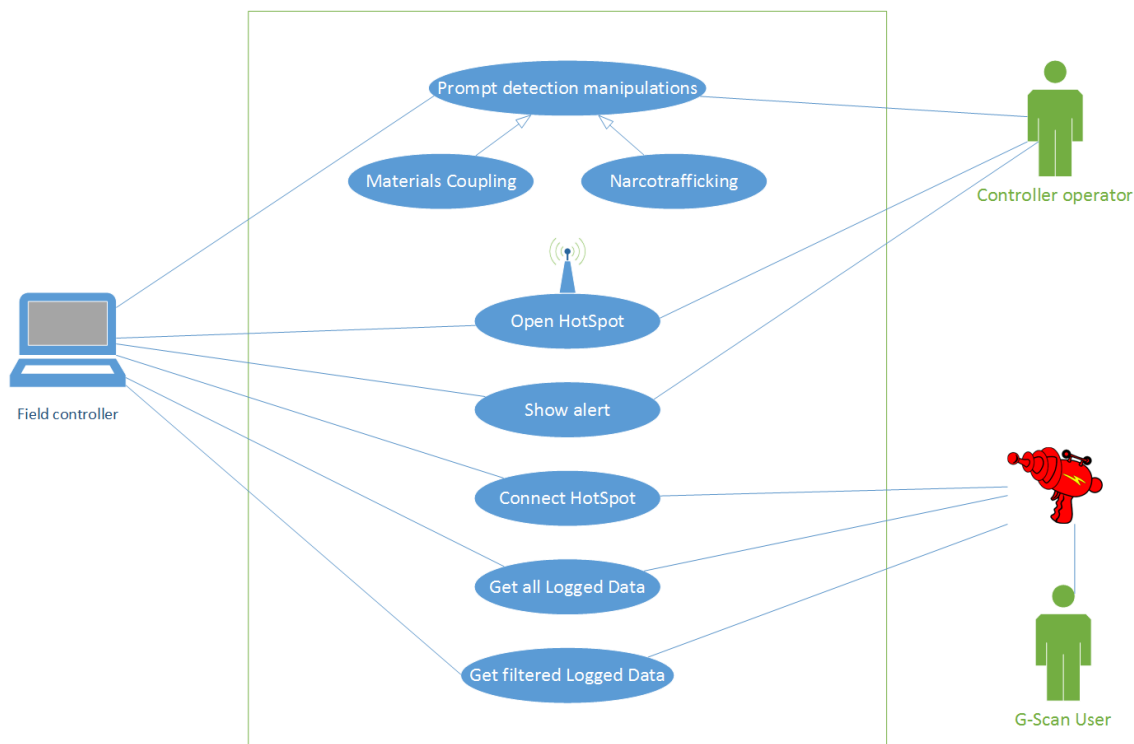 Prompt detection manipulations
Materials Coupling
Narcotrafficking
Controller operator
Open HotSpot
Field controller
Show alert
Connect HotSpot
Get all Logged Data
Get filtered Logged Data
G-Scan User